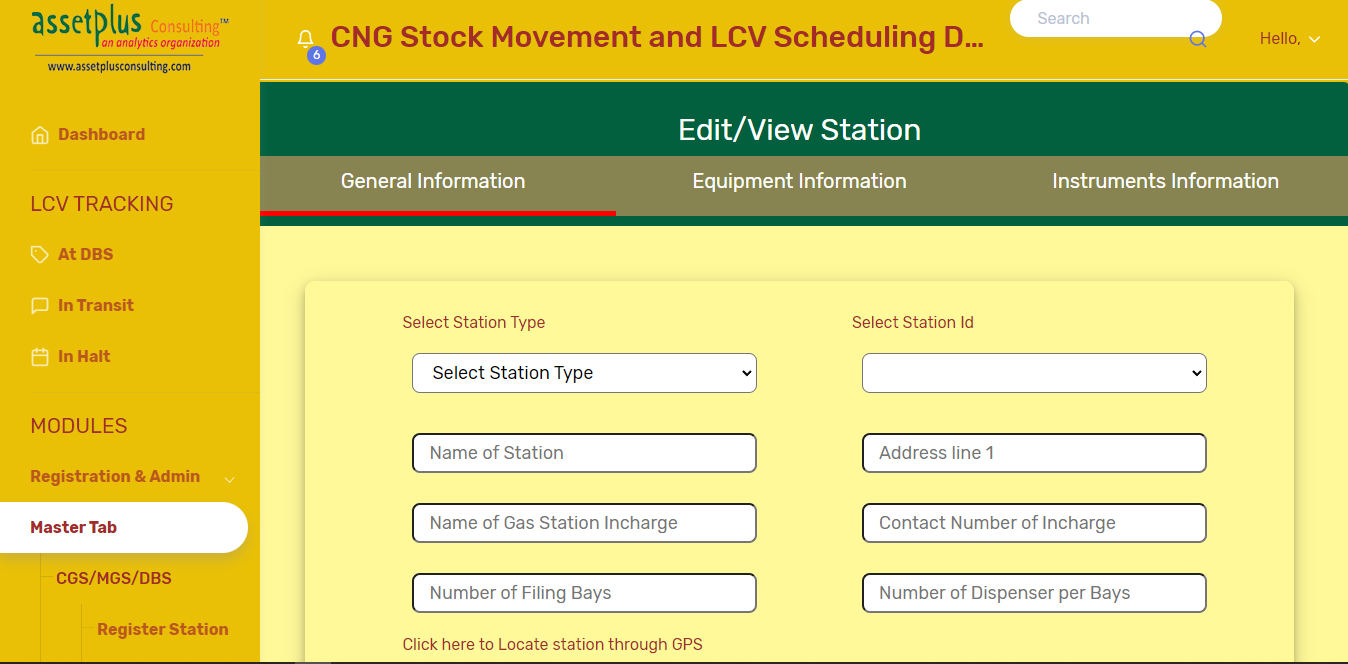 assetplus Consulting™
an analytics organization
www.assetplusconsulting.com
6
CNG Stock Movement and LCV Scheduling D...
Search
Hello,
Dashboard
LCV TRACKING
At DBS
In Transit
In Halt
MODULES
Registration & Admin
Master Tab
CGS/MGS/DBS
Register Station
Edit/View Station
General Information
Equipment Information
Instruments Information
Select Station Type
Select Station Id
Select Station Type
Name of Station
Address line 1
Name of Gas Station Incharge
Contact Number of Incharge
Number of Filing Bays
Number of Dispenser per Bays
Click here to Locate station through GPS